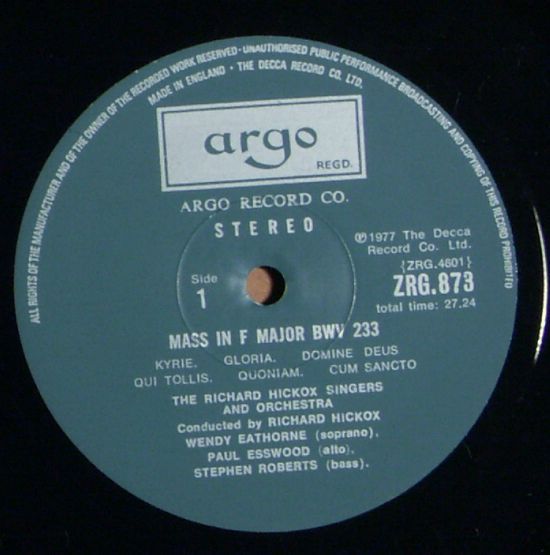 ALL RIGHTS OF THE MANUFACTURER AND OF THE OWNER OF THE RECORDED WORK RESERVED - UNAUTHORISED PUBLIC PERFORMANCE BROADCASTING AND COPYING OF THIS RECORD PROHIBITED
MADE IN ENGLAND • THE DECCA RECORD CO. LTD.
argo
REGD.
ARGO RECORD CO.
STEREO
℗1977 The Decca
Record Co. Ltd.
{ZRG.4601}
ZRG.873
total time: 27.24
Side
1
MASS IN F MAJOR BWV 233
KYRIE. GLORIA. DOMINE DEUS
QUI TOLLIS. QUONIAM. CUM SANCTO
THE RICHARD HICKOX SINGERS
AND ORCHESTRA
Conducted by RICHARD HICKOX
WENDY EATHORNE (soprano),
PAUL ESSWOOD (alto),
STEPHEN ROBERTS (bass).